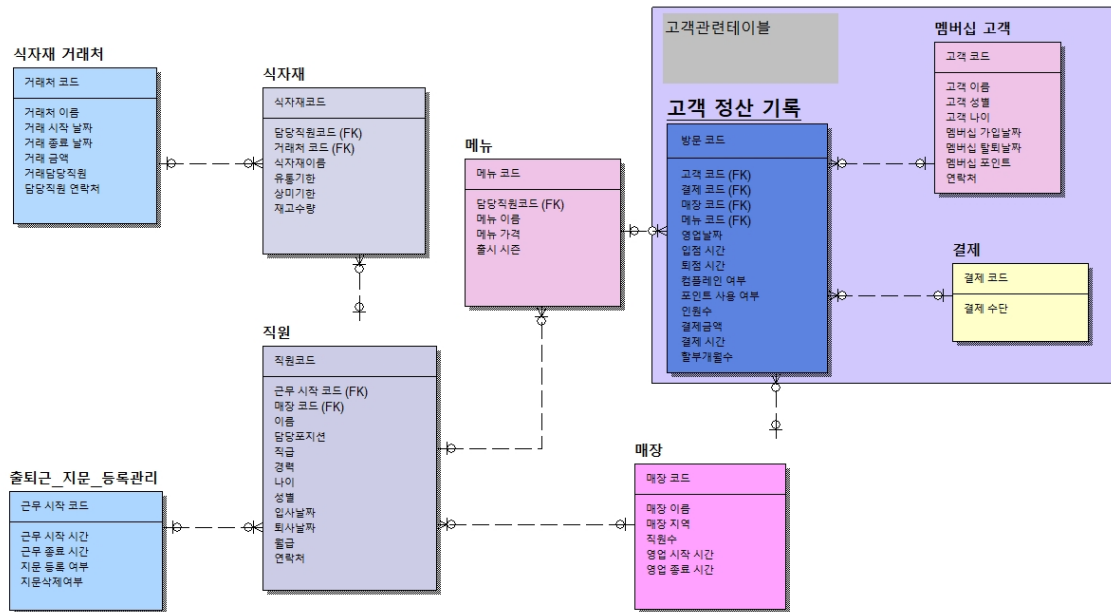 식자재 거래처
거래처 코드
거래처 이름
거래 시작 날짜
거래 종료 날짜
거래 금액
거래담당직원
담당직원 연락처
식자재
식자재코드
담당직원코드 (FK)
거래처 코드 (FK)
식자재이름
유통기한
상미기한
재고수량
메뉴
메뉴 코드
담당직원코드 (FK)
메뉴 이름
메뉴 가격
출시 시즌
고객관련테이블
고객 정산 기록
방문 코드
고객 코드 (FK)
결제 코드 (FK)
매장 코드 (FK)
메뉴 코드 (FK)
영업날짜
입점 시간
퇴점 시간
컴플레인 여부
포인트 사용 여부
인원수
결제금액
결제 시간
할부개월수
멤버십 고객
고객 코드
고객 이름
고객 성별
고객 나이
멤버십 가입날짜
멤버십 탈퇴날짜
멤버십 포인트
연락처
결제
결제 코드
결제 수단
직원
직원코드
근무 시작 코드 (FK)
매장 코드 (FK)
이름
담당포지션
직급
경력
나이
성별
입사날짜
퇴사날짜
월급
연락처
출퇴근_지문_등록관리
근무 시작 코드
근무 시작 시간
근무 종료 시간
지문 등록 여부
지문삭제여부
매장
매장 코드
매장 이름
매장 지역
직원수
영업 시작 시간
영업 종료 시간